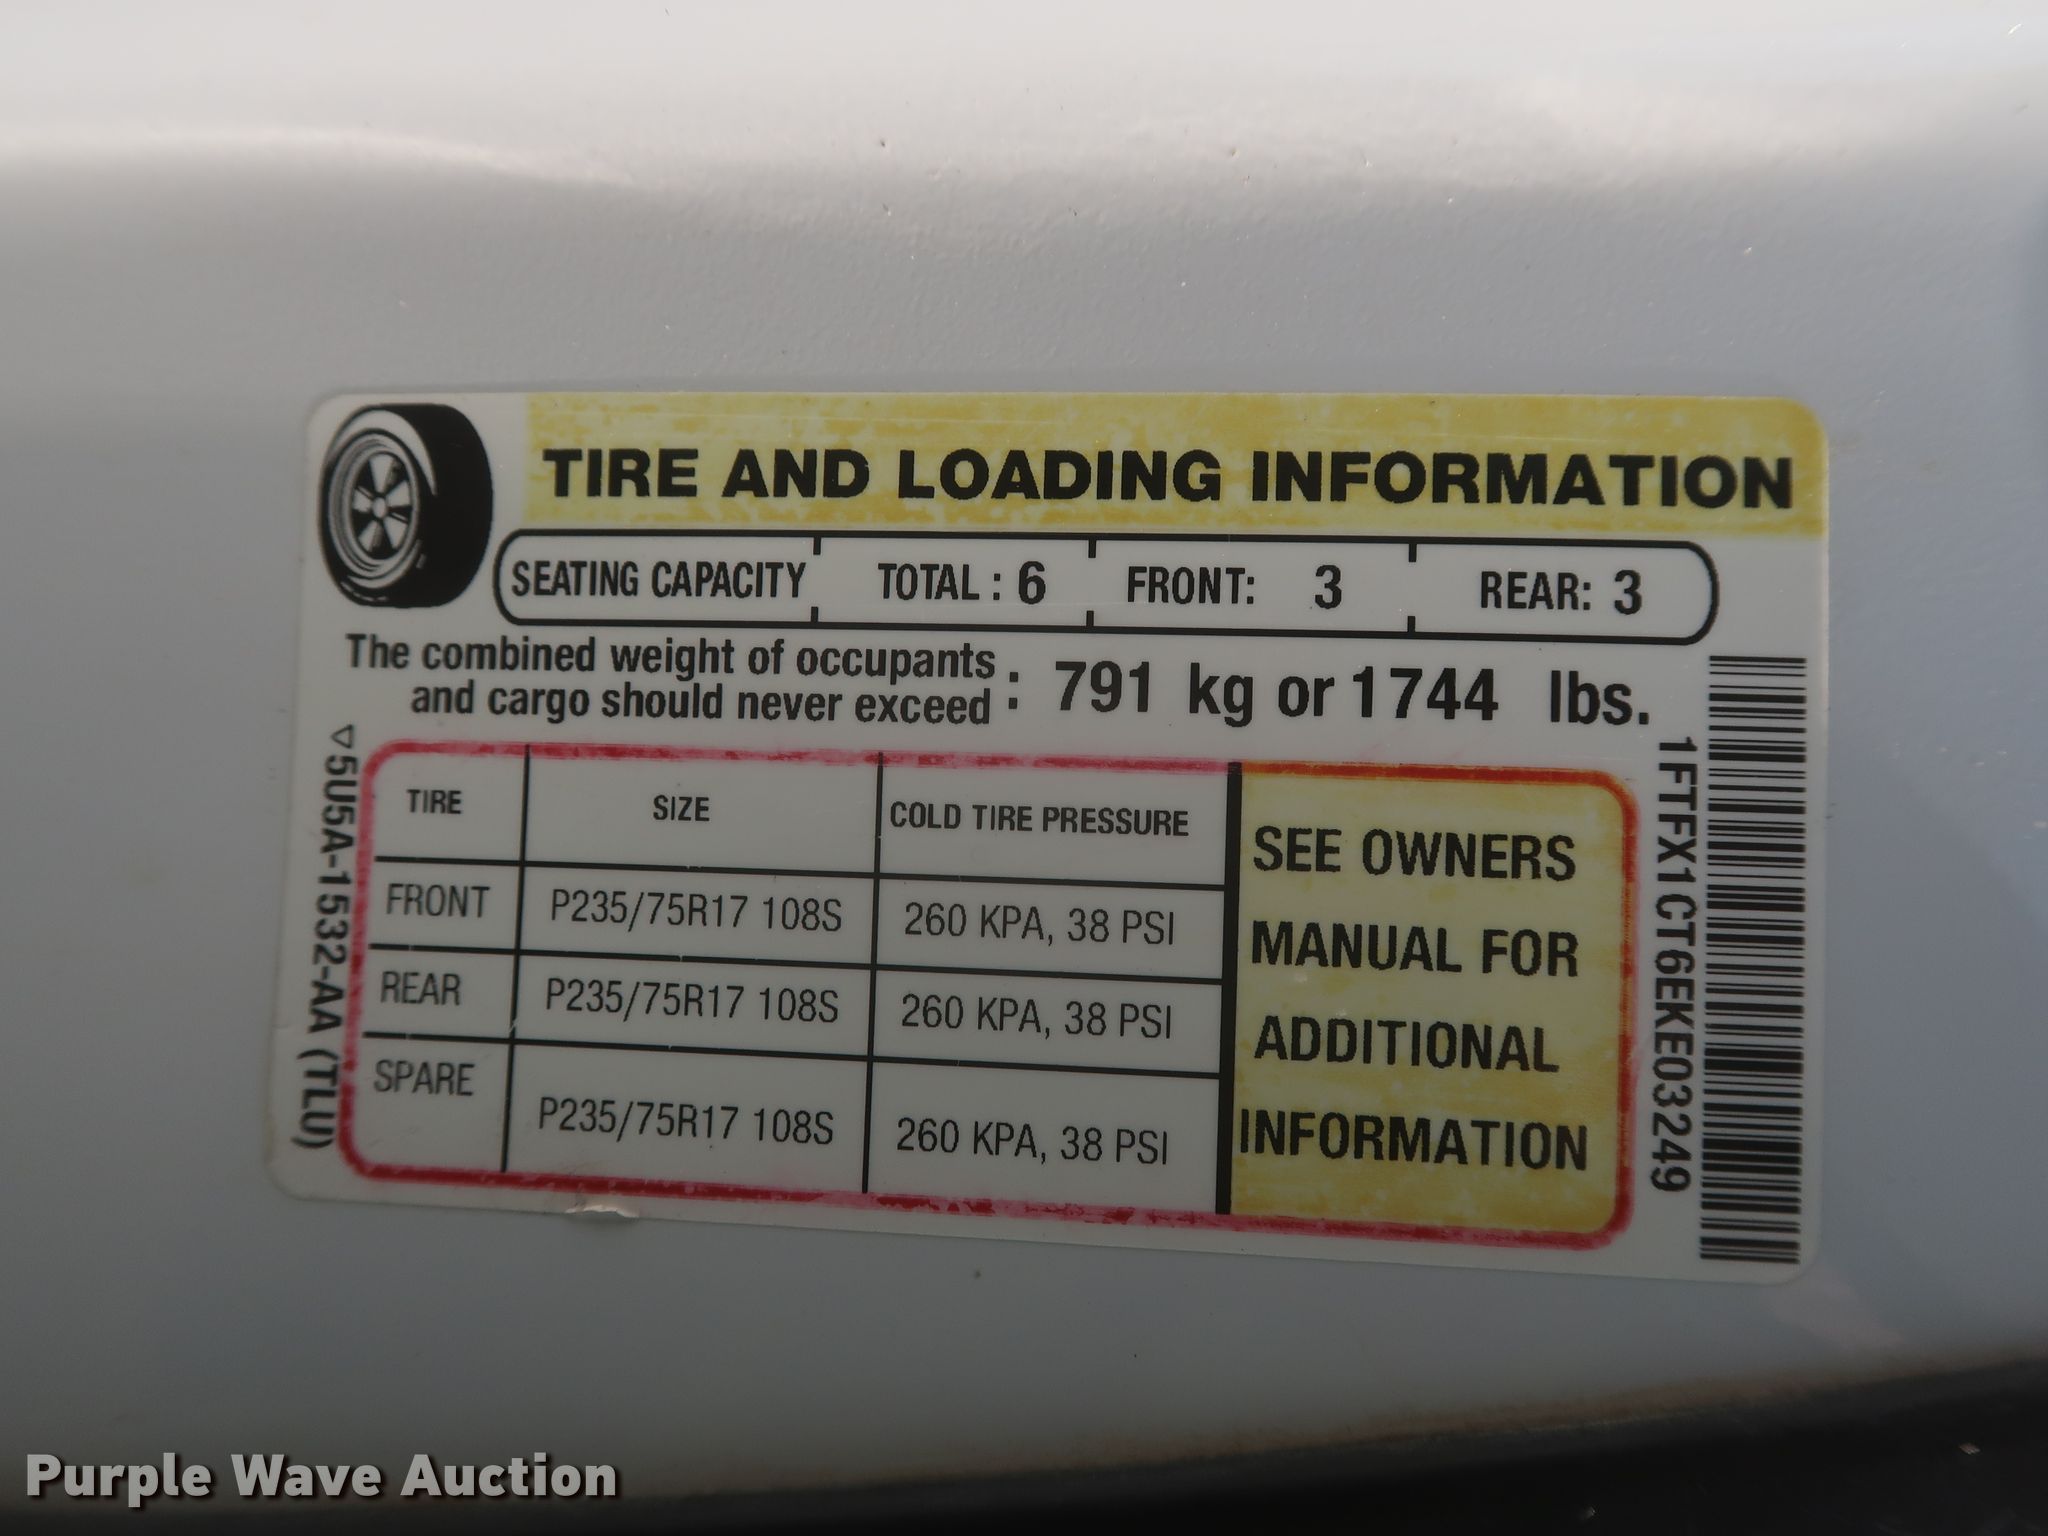 TIRE AND LOADING INFORMATION
SEATING CAPACITY TOTAL : 6 FRONT: 3 REAR: 3
The combined weight of occupants
and cargo should never exceed : 791 kg or 1744 lbs.
TIRE SIZE COLD TIRE PRESSURE
FRONT P235/75R17 108S 260 KPA, 38 PSI
REAR P235/75R17 108S 260 KPA, 38 PSI
SPARE P235/75R17 108S 260 KPA, 38 PSI
SEE OWNERS
MANUAL FOR
ADDITIONAL
INFORMATION
5U5A-1532-AA (TLU)
1FTFX1CT6EKE03249
Purple Wave Auction